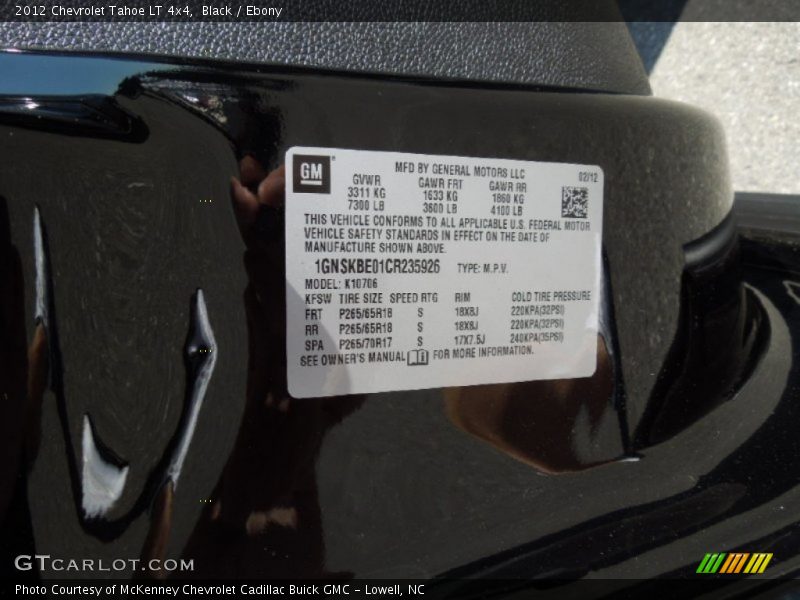 2012 Chevrolet Tahoe LT 4x4, Black / Ebony
GM
MFD BY GENERAL MOTORS LLC 02/12
GVWR GAWR FRT GAWR RR
3311 KG 1633 KG 1860 KG
7300 LB 3600 LB 4100 LB
THIS VEHICLE CONFORMS TO ALL APPLICABLE U.S. FEDERAL MOTOR
VEHICLE SAFETY STANDARDS IN EFFECT ON THE DATE OF
MANUFACTURE SHOWN ABOVE.
1GNSKBE01CR235926 TYPE: M.P.V.
MODEL: K10706
KFSW TIRE SIZE SPEED RTG RIM COLD TIRE PRESSURE
FRT P265/65R18 S 18X8J 220KPA(32PSI)
RR P265/65R18 S 18X8J 220KPA(32PSI)
SPA P265/70R17 S 17X7.5J 240KPA(35PSI)
SEE OWNER'S MANUAL FOR MORE INFORMATION.
GTCARLOT.COM
Photo Courtesy of McKenney Chevrolet Cadillac Buick GMC - Lowell, NC